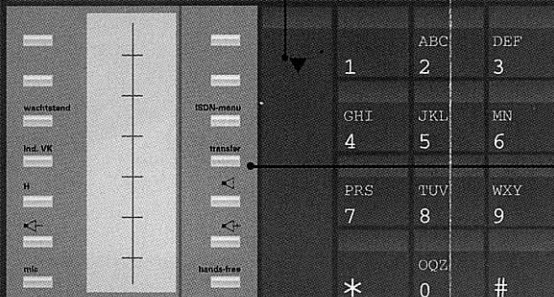 wachtstand
Ind. VK
H
mic
ISDN-menu
transfer
hands-free
ABC
DEF
1
2
3
GHI
JKL
MN
4
5
6
PRS
TUV
WXY
7
8
9
OQZ
*
0
#